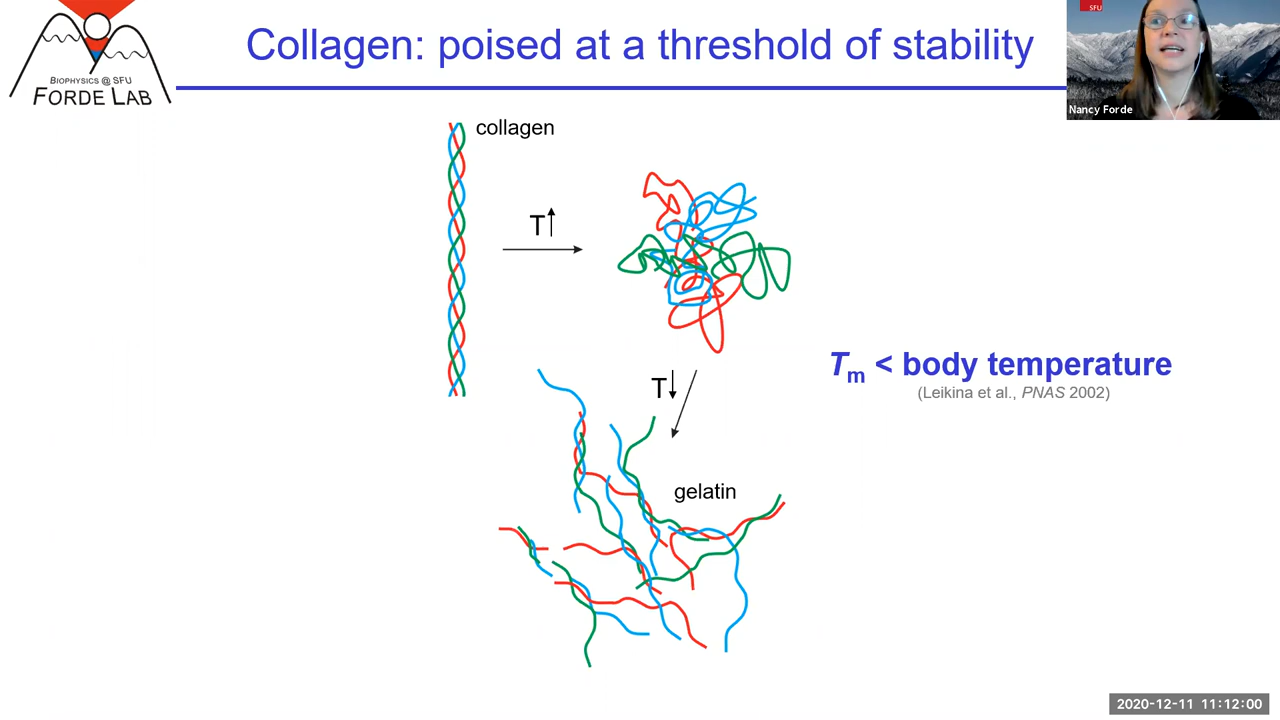 Collagen: poised at a threshold of stability
BIOPHYSICS @ SFU
FORDE LAB
SFU
Nancy Forde
collagen
T↑
T↓
Tm < body temperature
(Leikina et al., PNAS 2002)
gelatin
2020-12-11 11:12:00